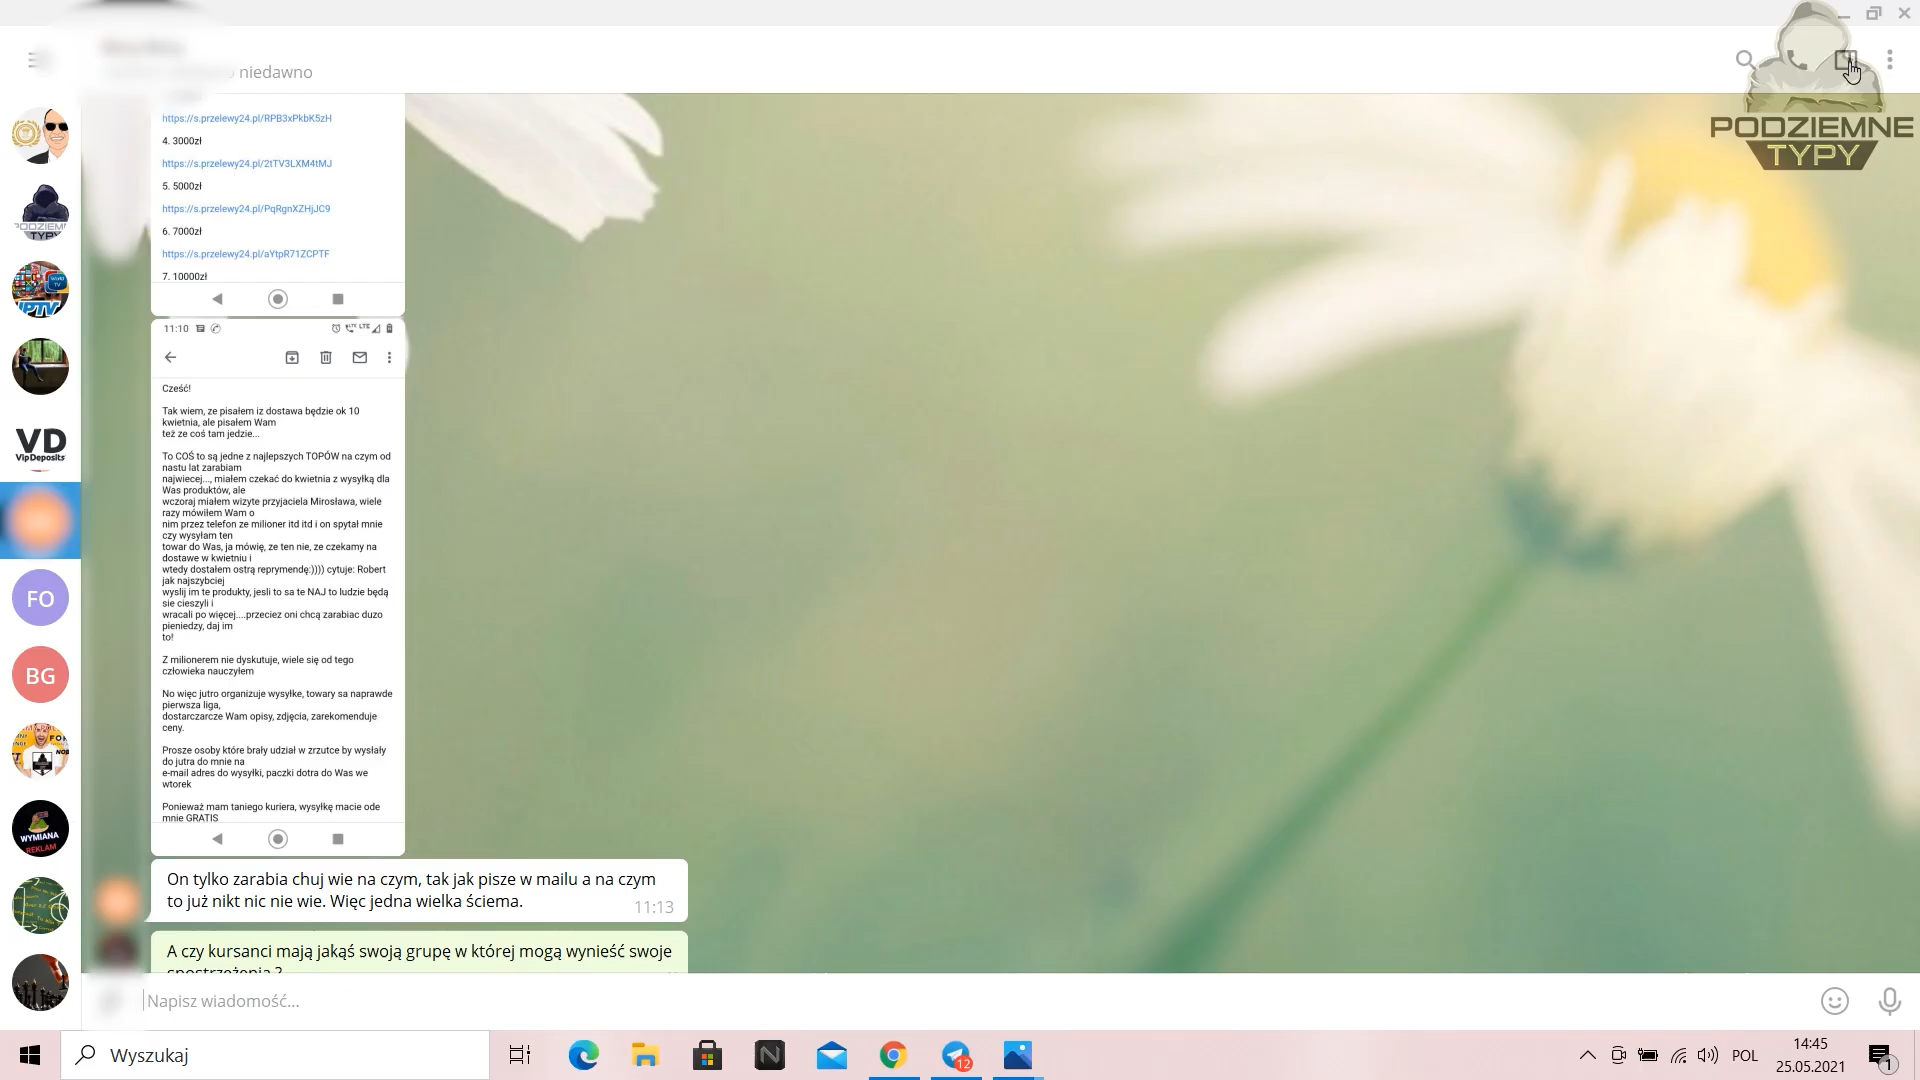 niedawno
PODZIEMNE
TYPY
https://s.przelewy24.pl/RPB3xPkbK5zH
4. 3000zł
https://s.przelewy24.pl/2tTV3LXM4tMJ
5. 5000zł
https://s.przelewy24.pl/PqRgnXZHjJC9
6. 7000zł
https://s.przelewy24.pl/aYtpR71ZCPTF
7. 10000zł
11:10
LTE
Cześć!
Tak wiem, ze pisałem iz dostawa będzie ok 10
kwietnia, ale pisałem Wam
też ze coś tam jedzie...
To COŚ to są jedne z najlepszych TOPÓW na czym od
nastu lat zarabiam
najwiecej..., miałem czekać do kwietnia z wysyłką dla
Was produktów, ale
wczoraj miałem wizyte przyjaciela Mirosława, wiele
razy mówiłem Wam o
nim przez telefon ze milioner itd itd i on spytał mnie
czy wysyłam ten
towar do Was, ja mówię, ze ten nie, ze czekamy na
dostawe w kwietniu i
wtedy dostałem ostrą reprymendę:)))) cytuje: Robert
jak najszybciej
wyslij im te produkty, jesli to sa te NAJ to ludzie będą
sie cieszyli i
wracali po więcej....przeciez oni chcą zarabiac duzo
pieniedzy, daj im
to!
Z milionerem nie dyskutuje, wiele się od tego
człowieka nauczyłem
No więc jutro organizuje wysyłke, towary sa naprawde
pierwsza liga,
dostarczarcze Wam opisy, zdjęcia, zarekomenduje
ceny.
Prosze osoby które brały udział w zrzutce by wysłały
do jutra do mnie na
e-mail adres do wysyłki, paczki dotra do Was we
wtorek
Ponieważ mam taniego kuriera, wysyłkę macie ode
mnie GRATIS
On tylko zarabia chuj wie na czym, tak jak pisze w mailu a na czym
to już nikt nic nie wie. Więc jedna wielka ściema.
11:13
A czy kursanci mają jakąś swoją grupę w której mogą wynieść swoje
spostrzeżenia ?
Napisz wiadomość...
IPTV
VD
VipDeposits
FO
BG
WYMIANA
REKLAM
Wyszukaj
12
POL
14:45
25.05.2021
1